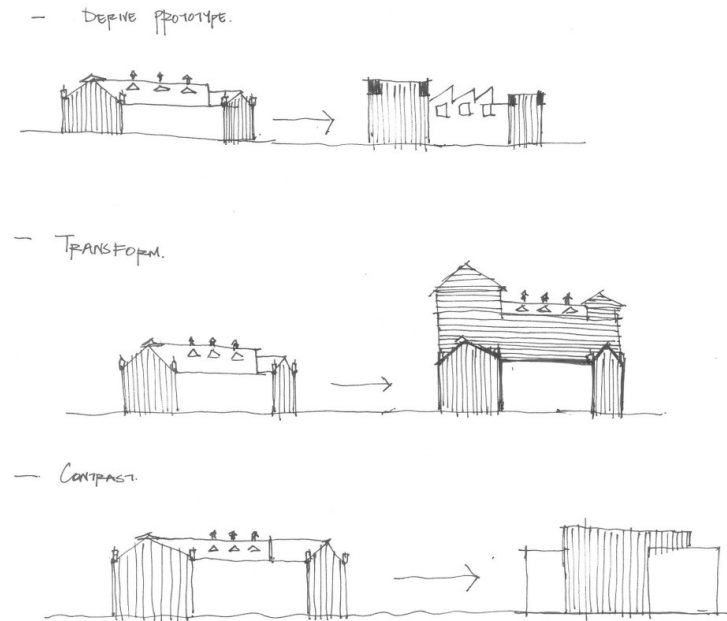 – DERIVE PROTOTYPE.
– TRANSFORM.
– CONTRAST.